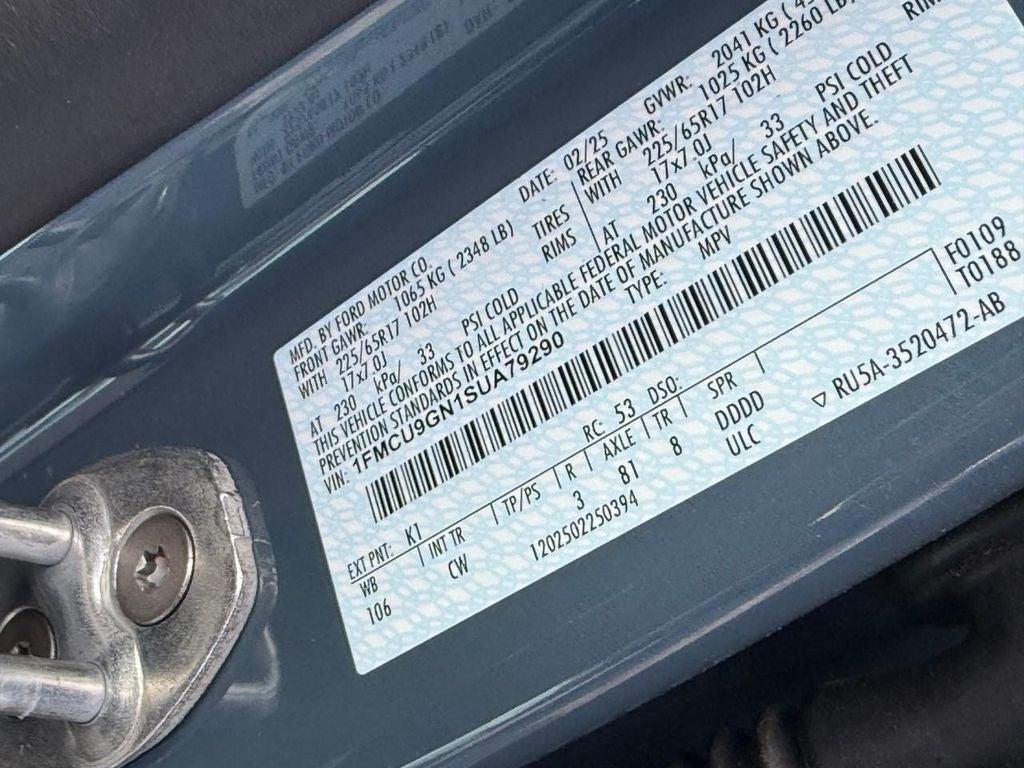 MFD. BY FORD MOTOR CO.
DATE: 02/25 GVWR: 2041 KG (
FRONT GAWR: 1065 KG ( 2348 LB) REAR GAWR: 1025 KG ( 2260 LB)
WITH 225/65R17 102H TIRES WITH 225/65R17 102H
17x7.0J RIMS 17x7.0J
AT 230 kPa/ 33 PSI COLD AT 230 kPa/ 33 PSI COLD
THIS VEHICLE CONFORMS TO ALL APPLICABLE FEDERAL MOTOR VEHICLE SAFETY AND THEFT
PREVENTION STANDARDS IN EFFECT ON THE DATE OF MANUFACTURE SHOWN ABOVE.
VIN: 1FMCU9GN1SUA79290 TYPE: MPV
F0109
T0188
EXT PNT: K1 RC: 53 DSO:
WB INT TR TP/PS R AXLE TR SPR
106 CW 3 81 8 DDDD
1202502250394 ULC
▽ RU5A-3520472-AB